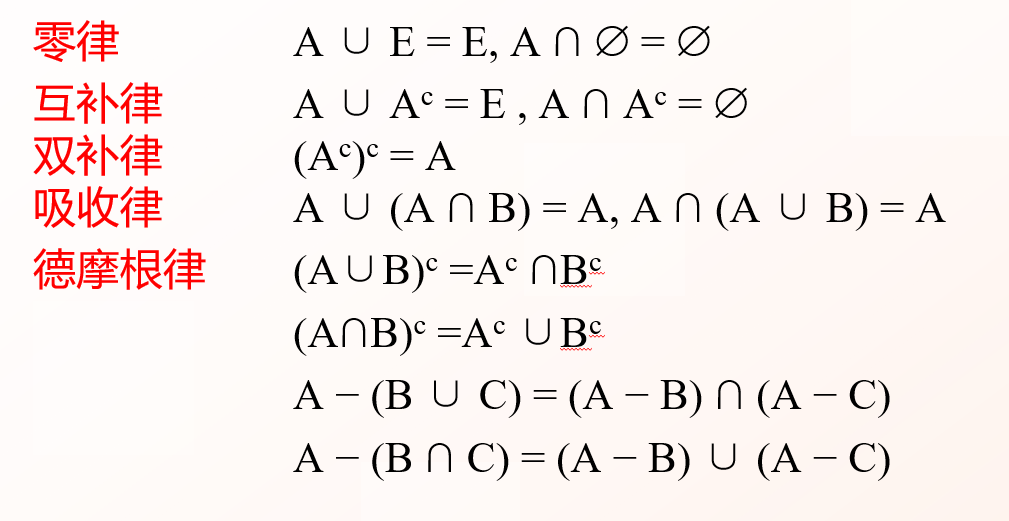 零律 A ∪ E = E, A ∩ ∅ = ∅
互补律 A ∪ Aᶜ = E , A ∩ Aᶜ = ∅
双补律 (Aᶜ)ᶜ = A
吸收律 A ∪ (A ∩ B) = A, A ∩ (A ∪ B) = A
德摩根律 (A∪B)ᶜ =Aᶜ ∩Bᶜ
(A∩B)ᶜ =Aᶜ ∪Bᶜ
A − (B ∪ C) = (A − B) ∩ (A − C)
A − (B ∩ C) = (A − B) ∪ (A − C)